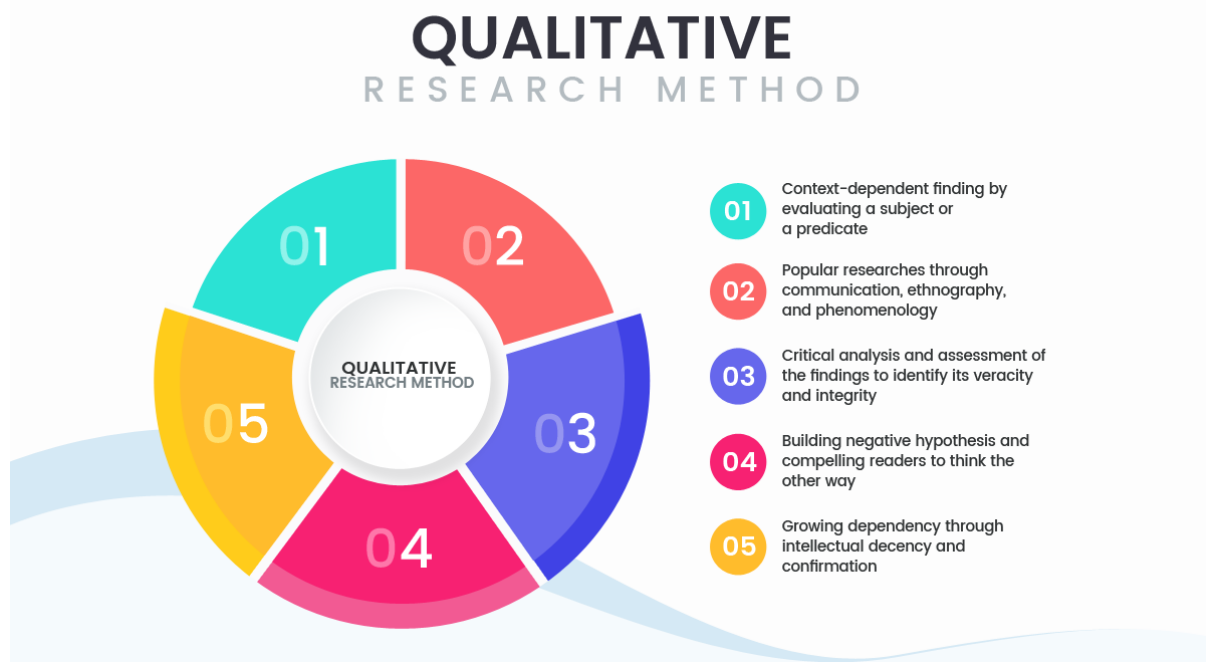 QUALITATIVE
RESEARCH METHOD
01
02
03
04
05
QUALITATIVE
RESEARCH METHOD
01
Context-dependent finding by
evaluating a subject or
a predicate
02
Popular researches through
communication, ethnography,
and phenomenology
03
Critical analysis and assessment of
the findings to identify its veracity
and integrity
04
Building negative hypothesis and
compelling readers to think the
other way
05
Growing dependency through
intellectual decency and
confirmation